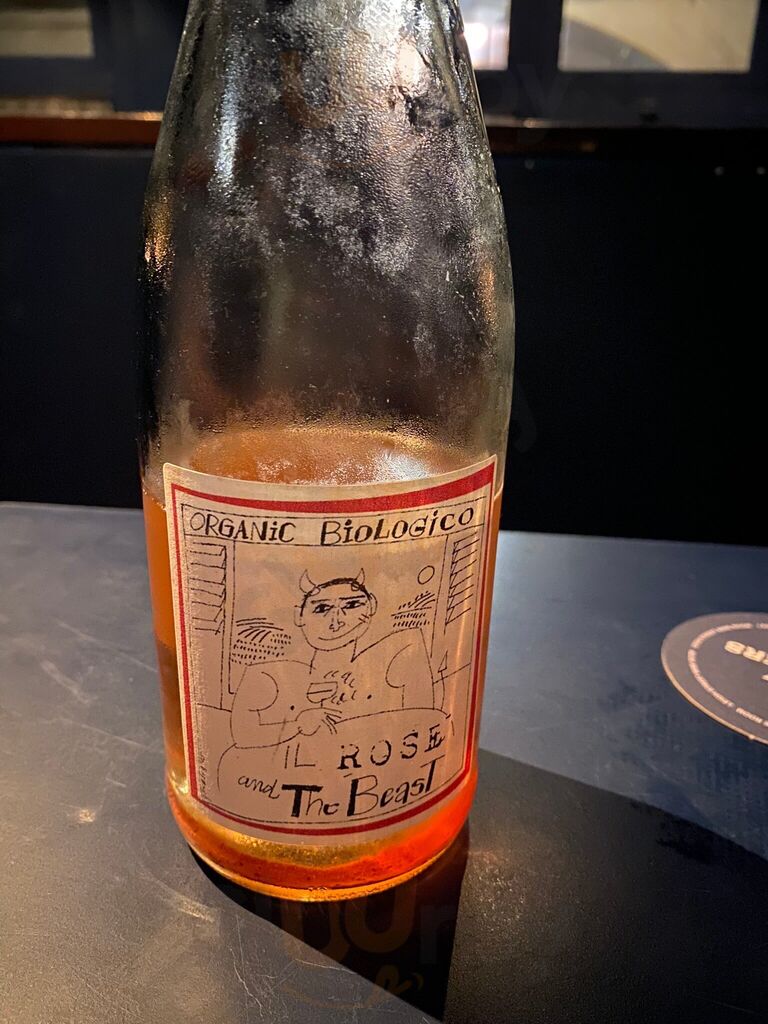 ORGANIC BIOLOGICO
IL ROSE
and The Beast